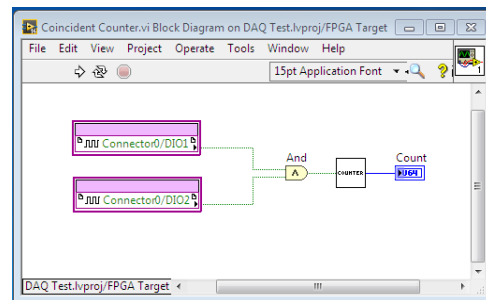 Coincident Counter.vi Block Diagram on DAQ Test.lvproj/FPGA Target
File Edit View Project Operate Tools Window Help
15pt Application Font
?
1
Connector0/DIO1
And
Count
COUNTER
U64
Connector0/DIO2
DAQ Test.lvproj/FPGA Target